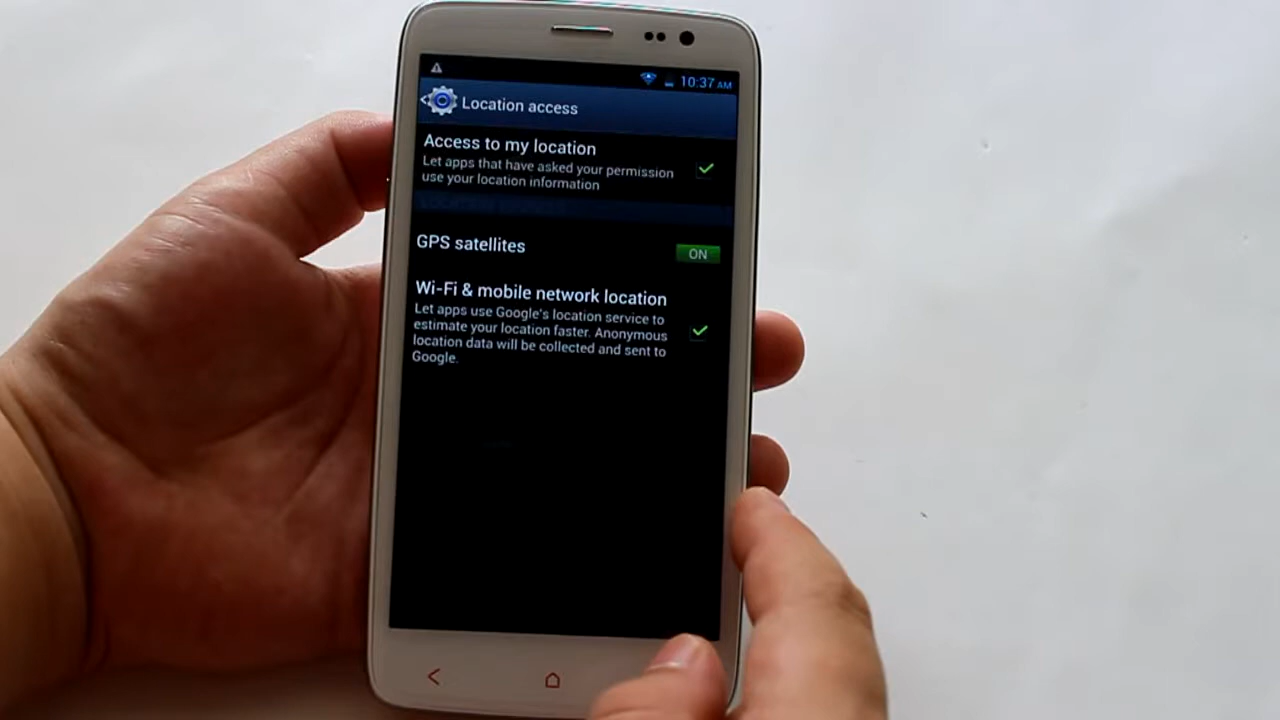 10:37 AM
Location access
Access to my location
Let apps that have asked your permission
use your location information
GPS satellites
ON
Wi-Fi & mobile network location
Let apps use Google's location service to
estimate your location faster. Anonymous
location data will be collected and sent to
Google.